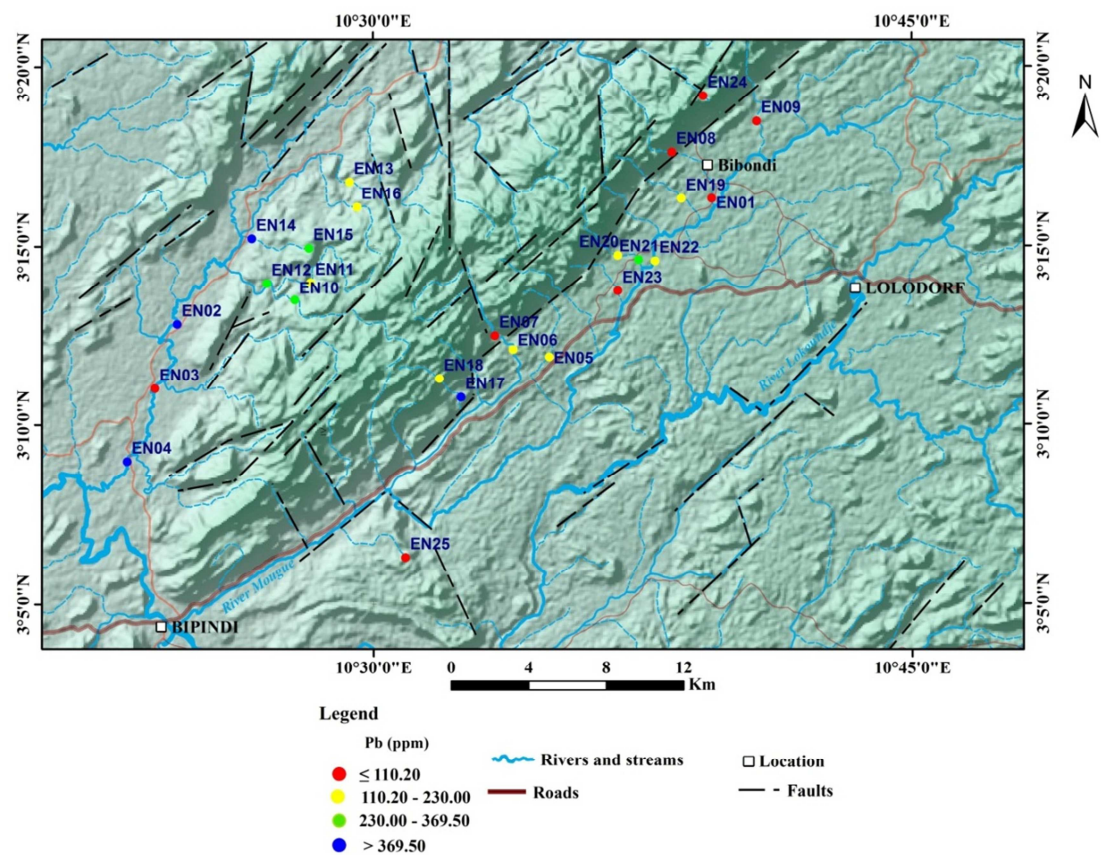 10°30'0"E
10°45'0"E
3°20'0"N
3°20'0"N
N
EN24
EN09
EN08
Bibondi
EN13
EN19
EN16
EN01
EN14
EN15
EN20
EN21
EN22
3°15'0"N
3°15'0"N
EN12
EN11
EN23
LOLODORF
EN10
EN02
EN07
EN06
EN05
River Lokoundje
EN18
EN03
EN17
3°10'0"N
3°10'0"N
EN04
EN25
River Mougue
3°5'0"N
3°5'0"N
BIPINDI
10°30'0"E
10°45'0"E
0 4 8 12
Km
Legend
Pb (ppm)
≤ 110.20
110.20 - 230.00
230.00 - 369.50
> 369.50
Rivers and streams
Roads
Location
Faults